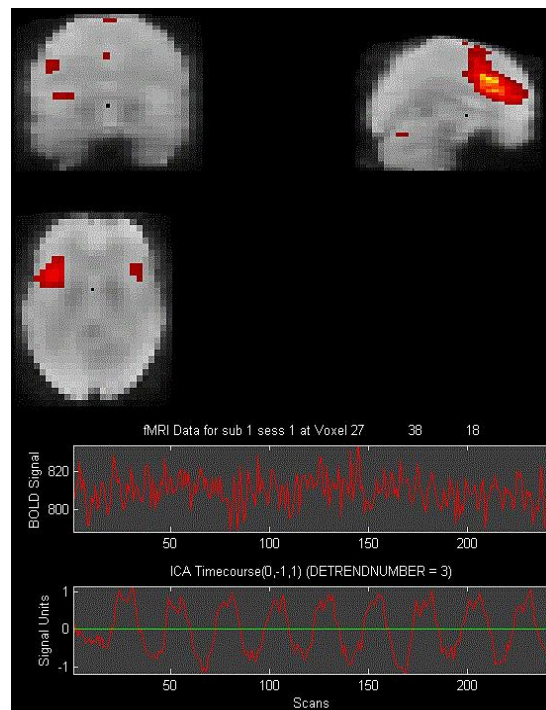 fMRI Data for sub 1 sess 1 at Voxel 27 38 18
BOLD Signal
820
800
50 100 150 200
ICA Timecourse(0,-1,1) (DETRENDNUMBER = 3)
Signal Units
1
0
-1
50 100 150 200
Scans